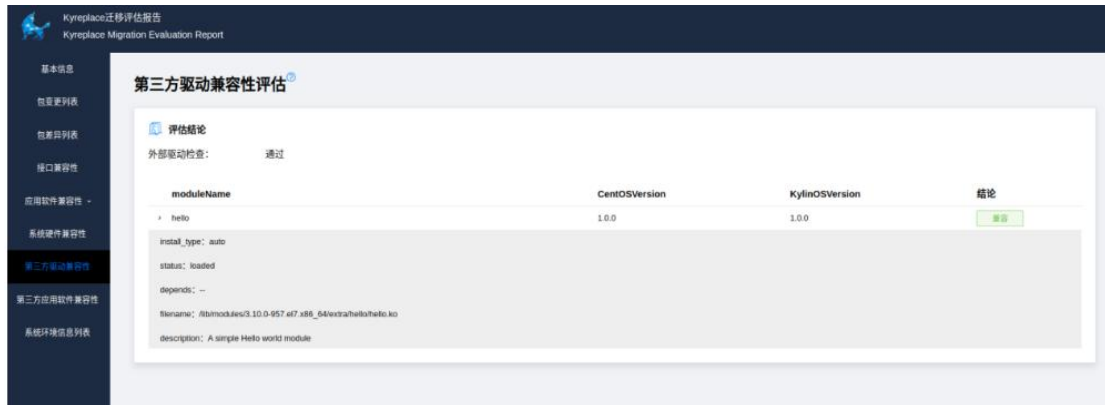 Kyreplace迁移评估报告
Kyreplace Migration Evaluation Report
基本信息
包变更列表
包差异列表
接口兼容性
应用软件兼容性
系统硬件兼容性
第三方驱动兼容性
第三方应用软件兼容性
系统环境信息列表
第三方驱动兼容性评估
评估结论
外部驱动检查： 通过
moduleName CentOSVersion KylinOSVersion 结论
hello 1.0.0 1.0.0 兼容
install_type：auto
status：loaded
depends：--
filename：/lib/modules/3.10.0-957.el7.x86_64/extra/hello/hello.ko
description：A simple Hello world module